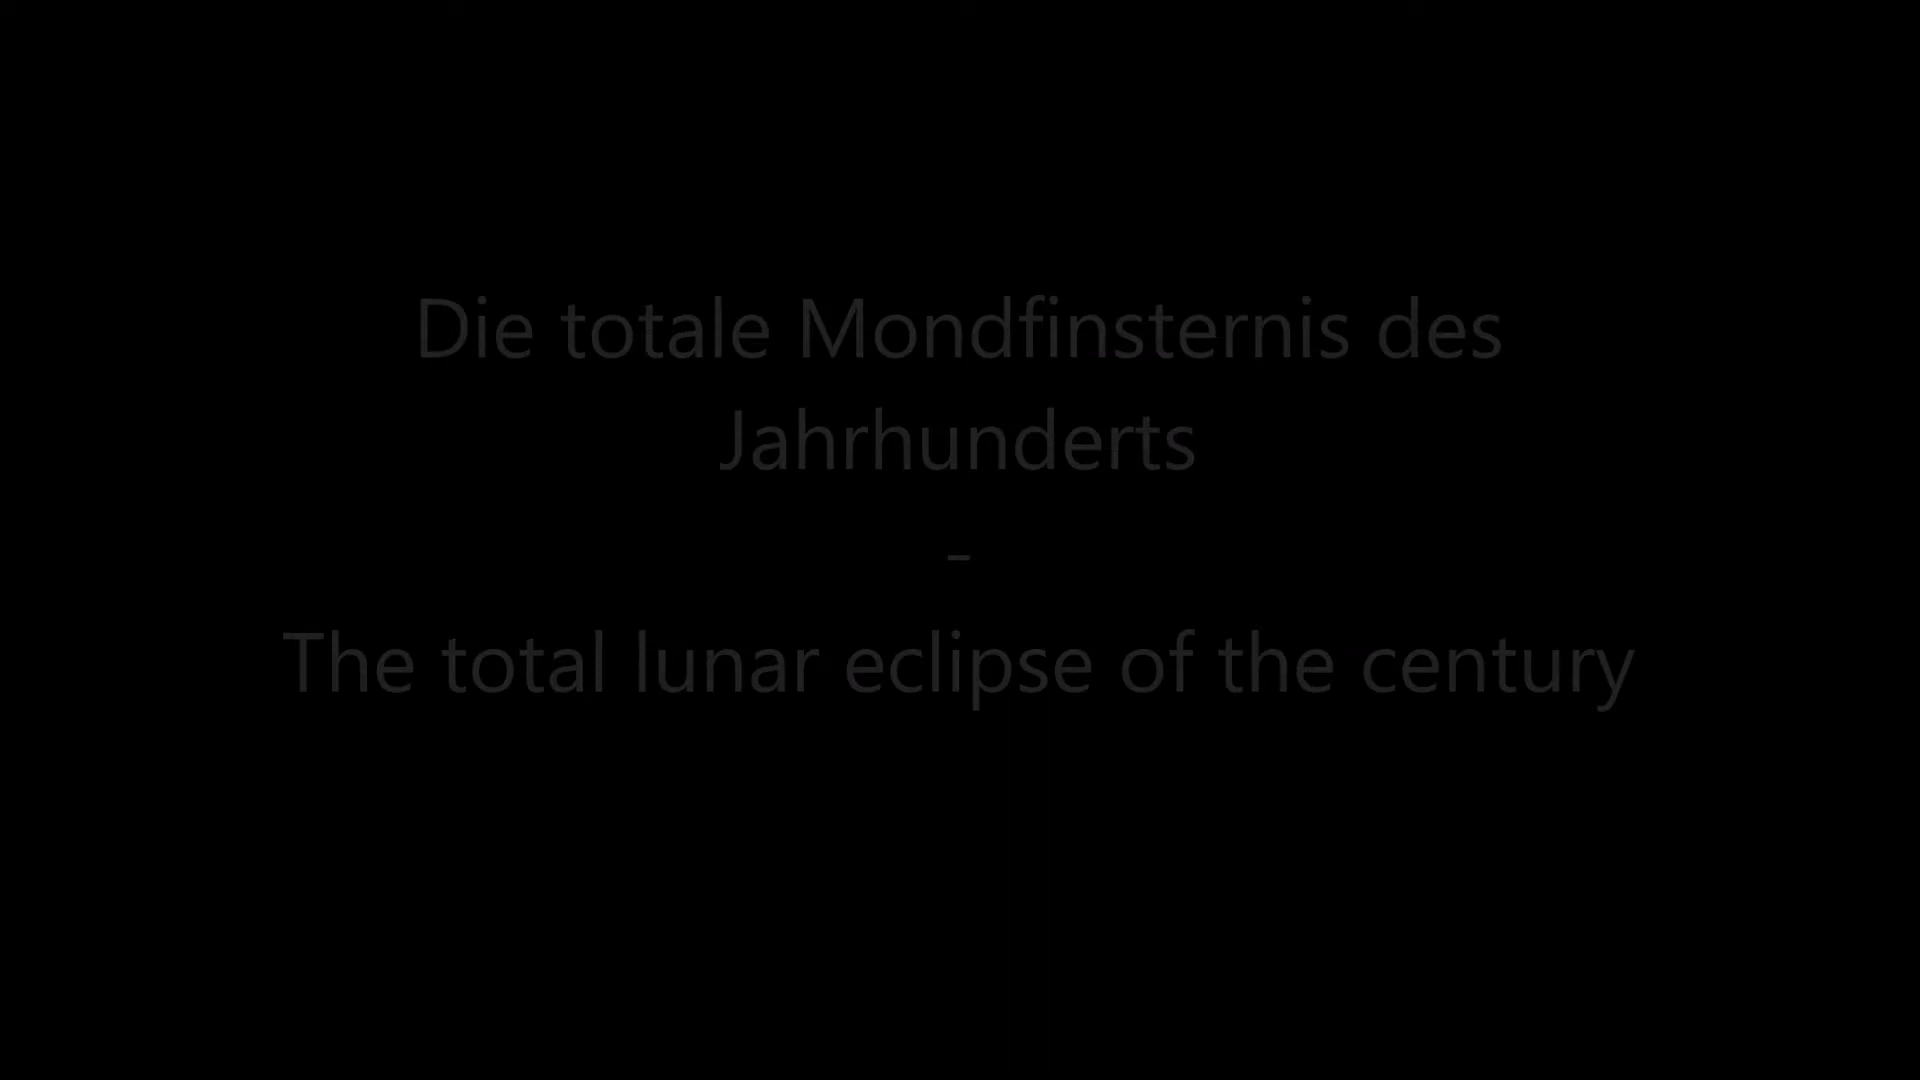 Die totale Mondfinsternis des
Jahrhunderts
-
The total lunar eclipse of the century